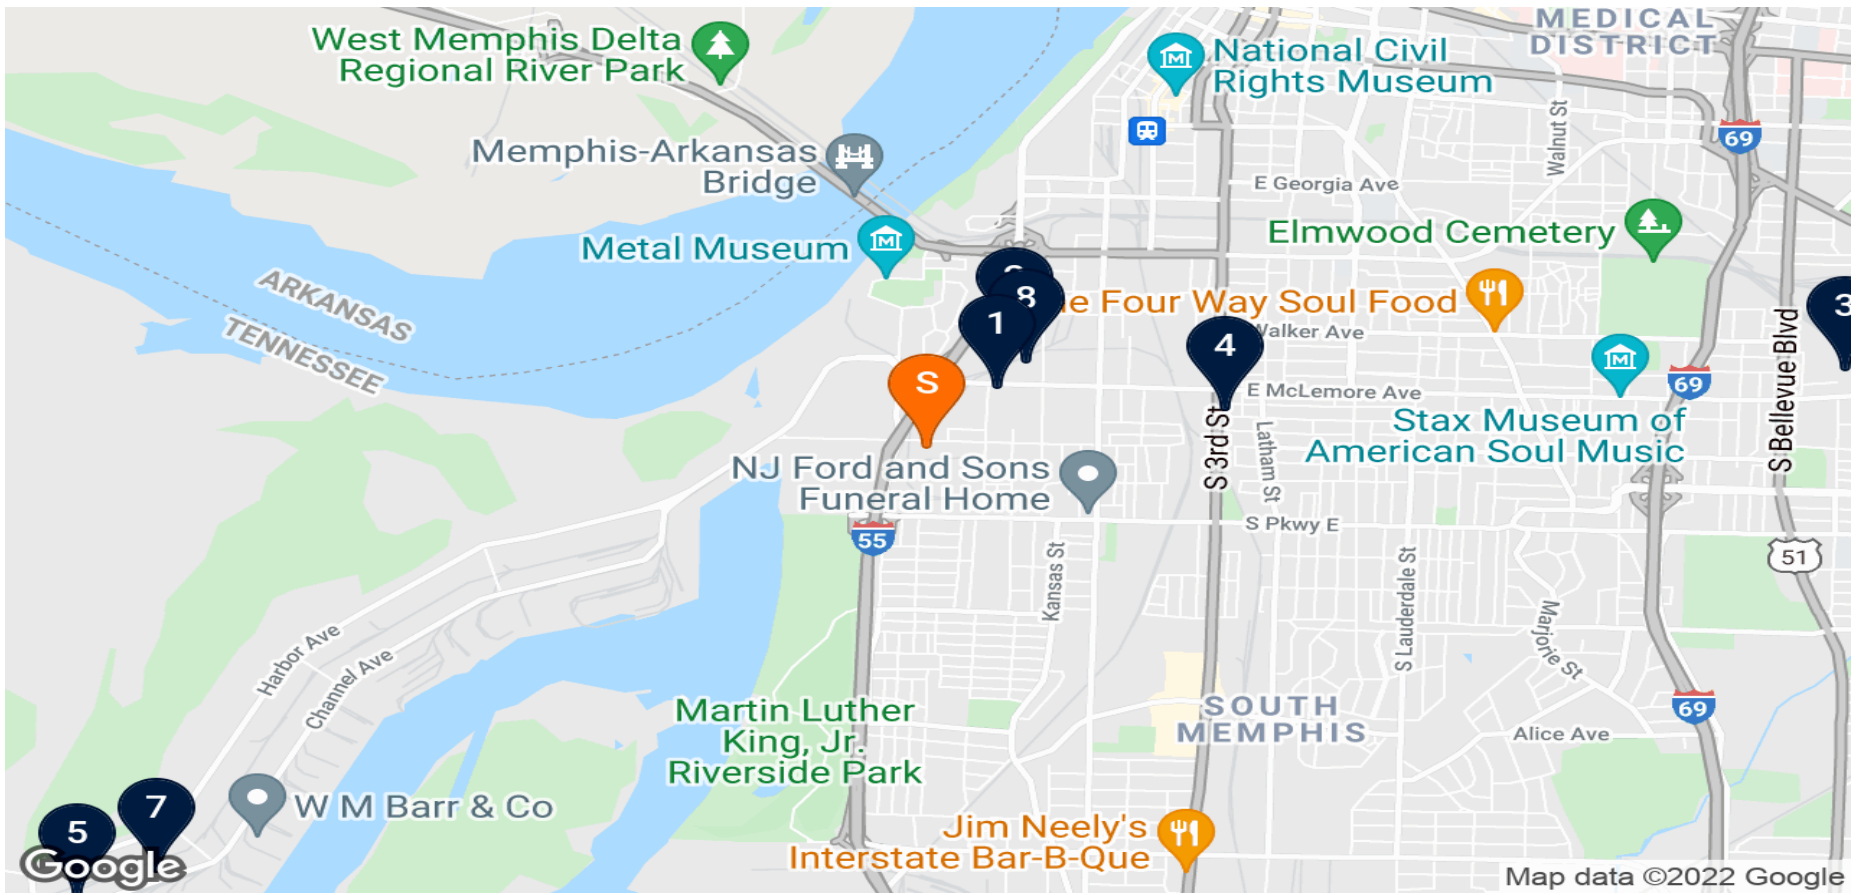 MEDICAL
DISTRICT
West Memphis Delta
Regional River Park
National Civil
Rights Museum
69
Walnut St
Memphis-Arkansas
Bridge
E Georgia Ave
Elmwood Cemetery
Metal Museum
ARKANSAS
TENNESSEE
8
1
Four Way Soul Food
3
Walker Ave
4
S
E McLemore Ave
69
S Bellevue Blvd
Stax Museum of
American Soul Music
S 3rd St
Latham St
NJ Ford and Sons
Funeral Home
S Pkwy E
55
51
Kansas St
S Lauderdale St
Marjorie St
Harbor Ave
Channel Ave
Martin Luther
King, Jr.
Riverside Park
SOUTH
MEMPHIS
69
Alice Ave
7
5
W M Barr & Co
Jim Neely's
Interstate Bar-B-Que
Google
Map data ©2022 Google